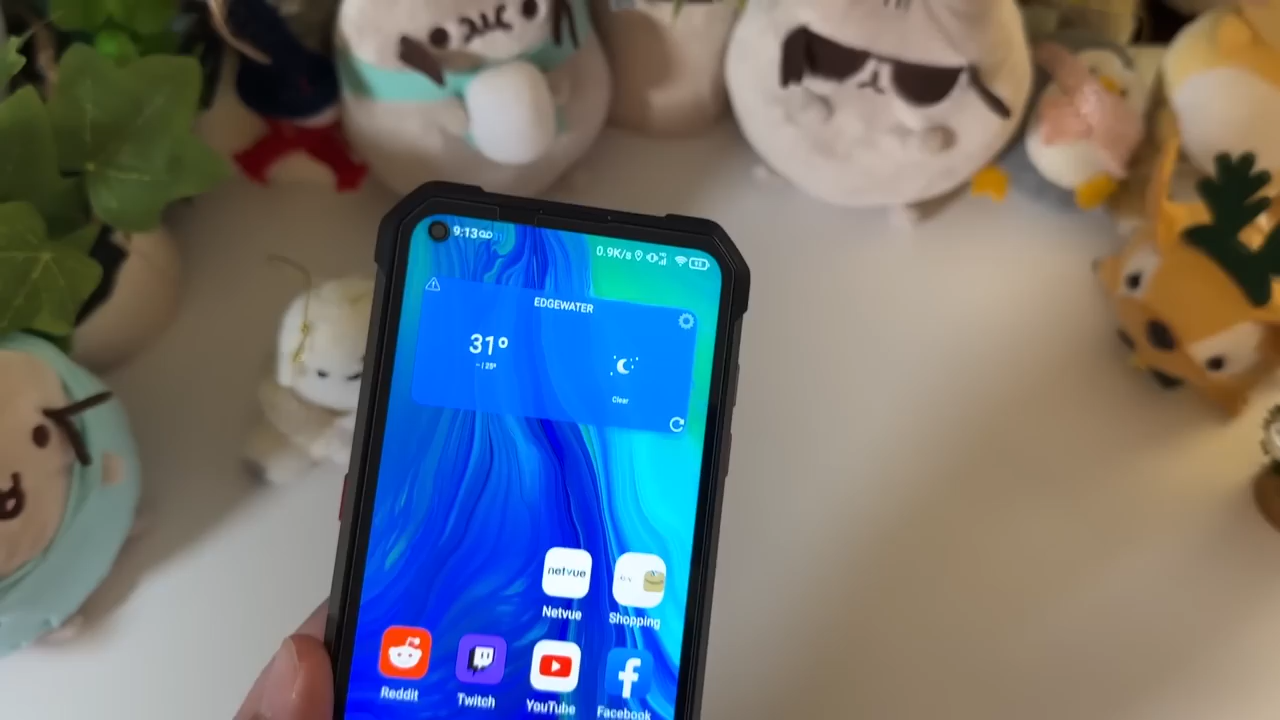 9:13
0.9K/s
EDGEWATER
31°
Clear
netvue
Netvue
Shopping
Reddit
Twitch
YouTube
Facebook